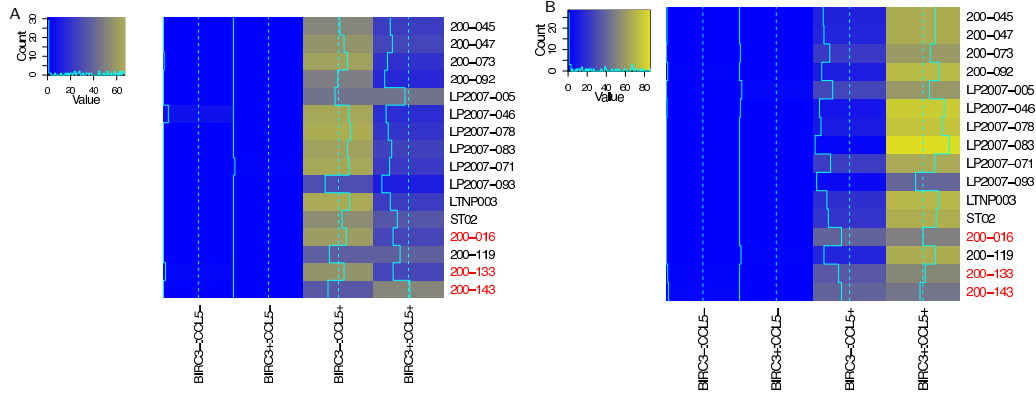 A
Count
0 10 20 30
0 20 40 60
Value
200−045
200−047
200−073
200−092
LP2007−005
LP2007−046
LP2007−078
LP2007−083
LP2007−071
LP2007−093
LTNP003
ST02
200−016
200−119
200−133
200−143
BIRC3−:CCL5−
BIRC3+:CCL5−
BIRC3−:CCL5+
BIRC3+:CCL5+
B
Count
0 10 20
0 20 40 60 80
Value
200−045
200−047
200−073
200−092
LP2007−005
LP2007−046
LP2007−078
LP2007−083
LP2007−071
LP2007−093
LTNP003
ST02
200−016
200−119
200−133
200−143
BIRC3−:CCL5−
BIRC3+:CCL5−
BIRC3−:CCL5+
BIRC3+:CCL5+